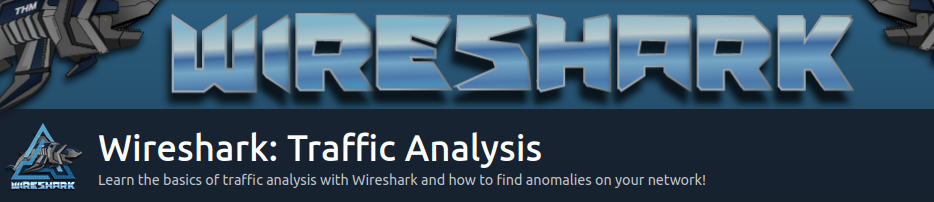 THM
WIRESHARK
WIRESHARK
Wireshark: Traffic Analysis
Learn the basics of traffic analysis with Wireshark and how to find anomalies on your network!